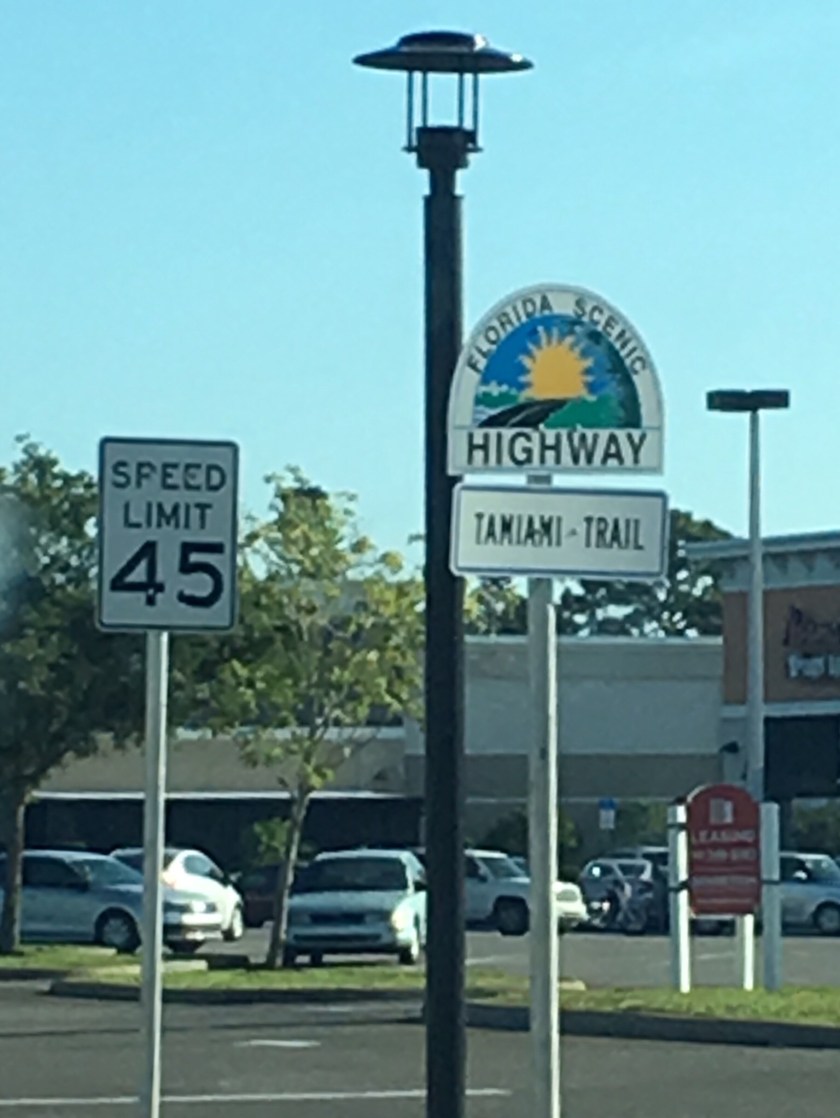 SPEED
LIMIT
45
FLORIDA SCENIC
HIGHWAY
TAMIAMI - TRAIL
LEASING